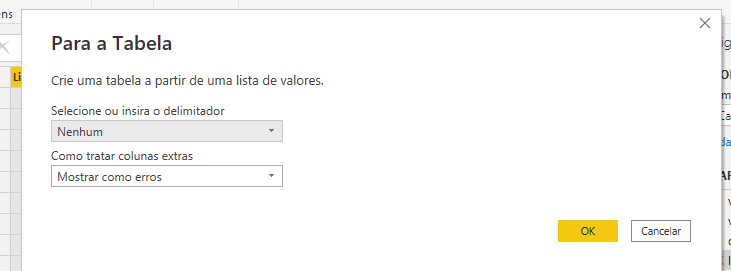 ens
Para a Tabela
Crie uma tabela a partir de uma lista de valores.
Li
Selecione ou insira o delimitador
Nenhum
Como tratar colunas extras
Mostrar como erros
OK
Cancelar